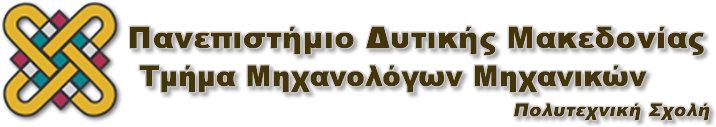 Πανεπιστήμιο Δυτικής Μακεδονίας
Τμήμα Μηχανολόγων Μηχανικών
Πολυτεχνική Σχολή